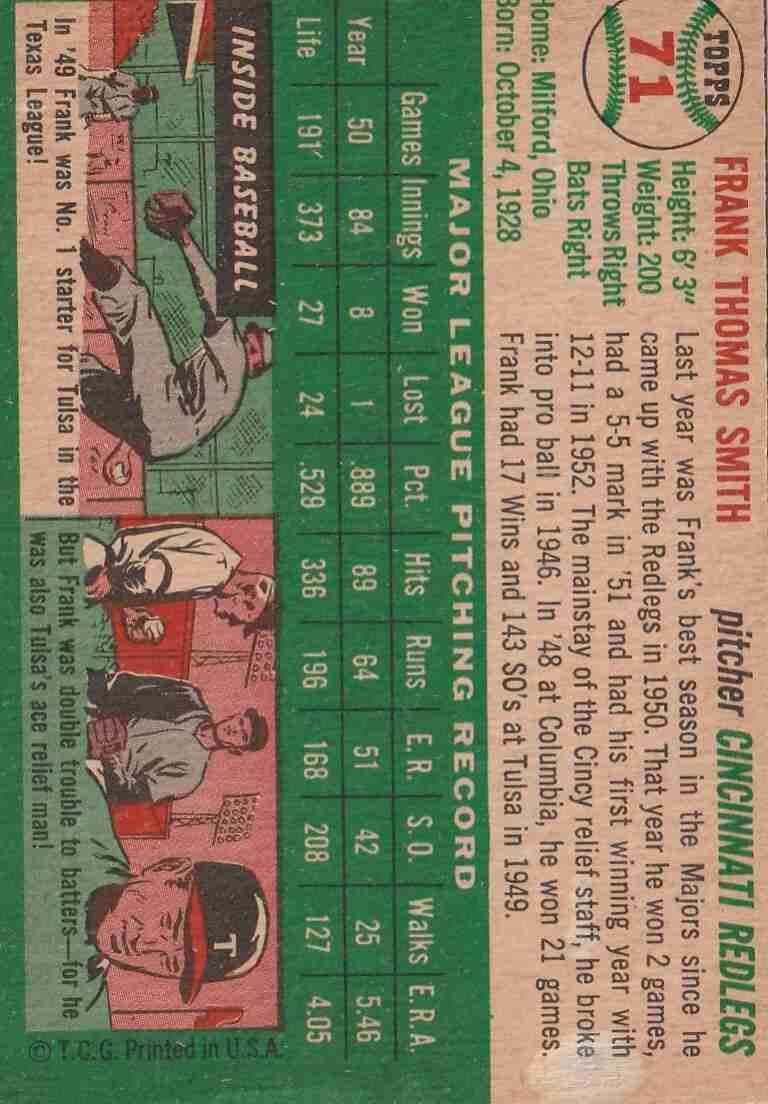 TOPPS
71
FRANK THOMAS SMITH
pitcher CINCINNATI REDLEGS
Height: 6' 3"
Weight: 200
Throws Right
Bats Right
Home: Milford, Ohio
Born: October 4, 1928
Last year was Frank's best season in the Majors since he
came up with the Redlegs in 1950. That year he won 2 games,
had a 5-5 mark in '51 and had his first winning year with
12-11 in 1952. The mainstay of the Cincy relief staff, he broke
into pro ball in 1946. In '48 at Columbia, he won 21 games.
Frank had 17 Wins and 143 SO's at Tulsa in 1949.
MAJOR LEAGUE PITCHING RECORD
Games Innings Won Lost Pct. Hits Runs E.R. S.O. Walks E.R.A.
Year 50 84 8 1 .889 89 64 51 42 25 5.46
Life 191 373 27 24 .529 336 196 168 208 127 4.05
INSIDE BASEBALL
T
In '49 Frank was No. 1 starter for Tulsa in the
Texas League!
But Frank was double trouble to batters—for he
was also Tulsa's ace relief man!
© T.C.G. Printed in U.S.A.